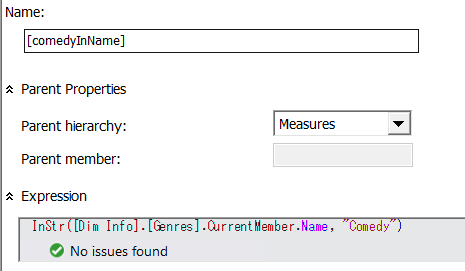 Name:
[comedyInName]
Parent Properties
Parent hierarchy:
Measures
Parent member:
Expression
InStr([Dim Info].[Genres].CurrentMember.Name, "Comedy")
No issues found